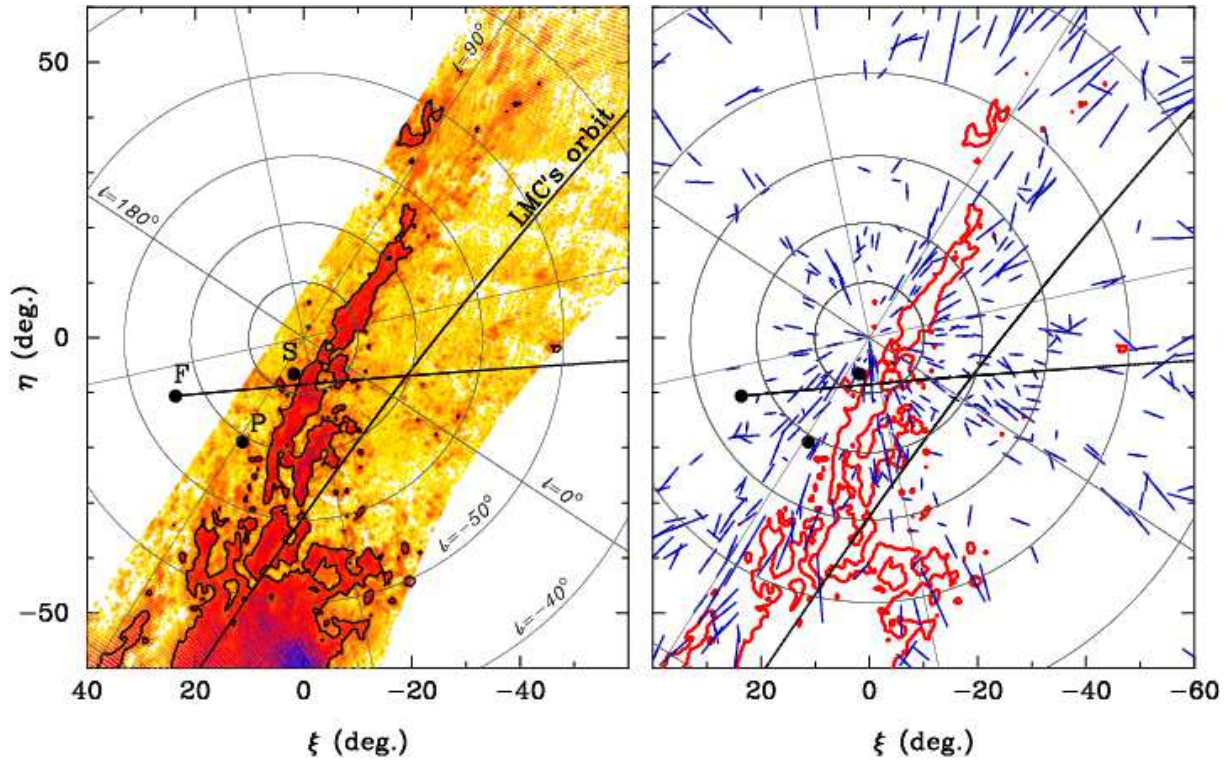 50
0
-50
η (deg.)
40
20
0
-20
-40
ξ (deg.)
l=90°
LMC's orbit
l=180°
S
F
P
l=0°
b=-50°
b=-40°
20
0
-20
-40
-60
ξ (deg.)